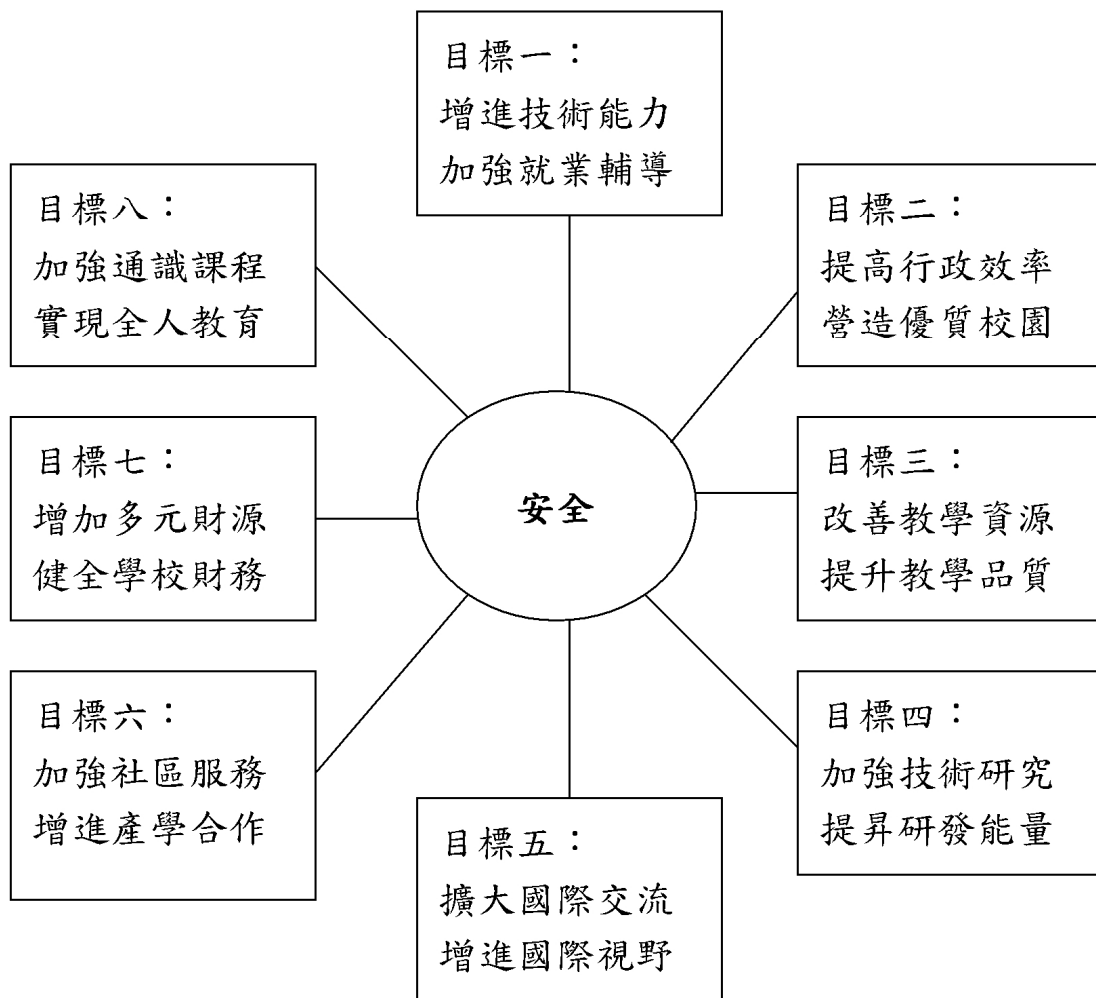 目標一：
增進技術能力
加強就業輔導
目標二：
提高行政效率
營造優質校園
目標三：
改善教學資源
提升教學品質
目標四：
加強技術研究
提昇研發能量
目標五：
擴大國際交流
增進國際視野
目標六：
加強社區服務
增進產學合作
目標七：
增加多元財源
健全學校財務
目標八：
加強通識課程
實現全人教育
安全